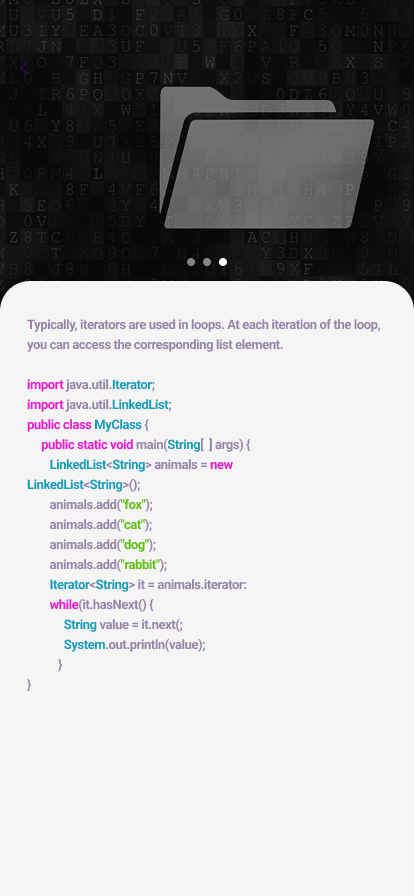 Typically, iterators are used in loops. At each iteration of the loop,
you can access the corresponding list element.
import java.util.Iterator;
import java.util.LinkedList;
public class MyClass {
public static void main(String[ ] args) {
LinkedList<String> animals = new
LinkedList<String>();
animals.add("fox");
animals.add("cat");
animals.add("dog");
animals.add("rabbit");
Iterator<String> it = animals.iterator:
while(it.hasNext() {
String value = it.next(;
System.out.println(value);
}
}